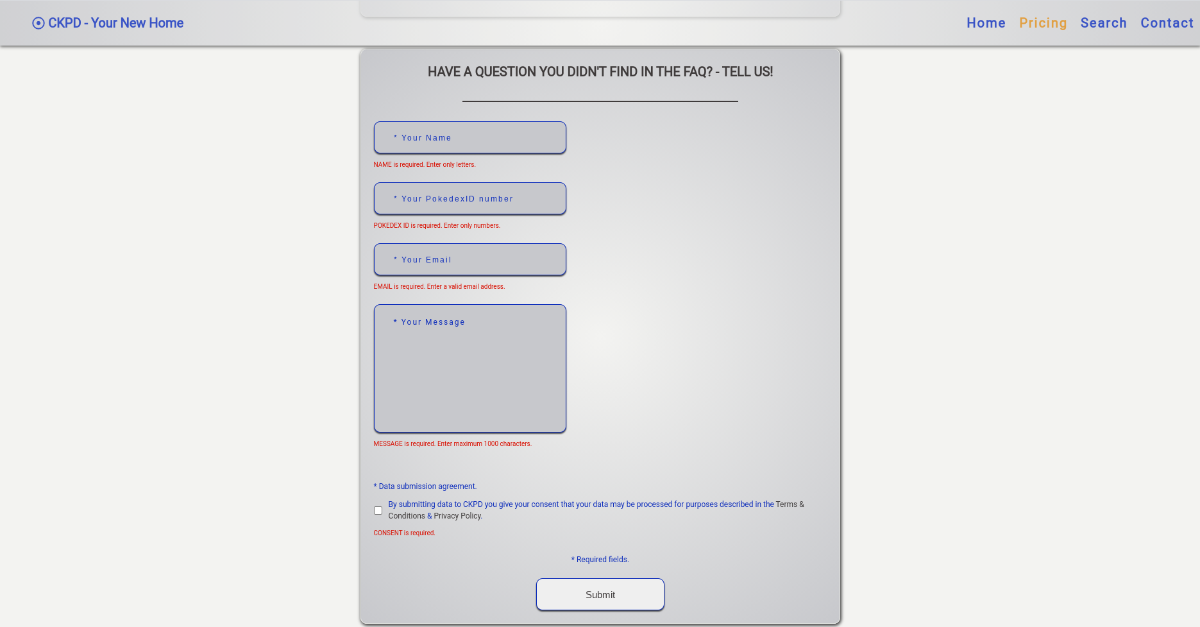 CKPD - Your New Home
Home Pricing Search Contact
HAVE A QUESTION YOU DIDN'T FIND IN THE FAQ? - TELL US!
* Your Name
NAME is required. Enter only letters.
* Your PokedexID number
POKEDEX ID is required. Enter only numbers.
* Your Email
EMAIL is required. Enter a valid email address.
* Your Message
MESSAGE is required. Enter maximum 1000 characters.
* Data submission agreement.
By submitting data to CKPD you give your consent that your data may be processed for purposes described in the Terms &
Conditions & Privacy Policy.
CONSENT is required.
* Required fields.
Submit